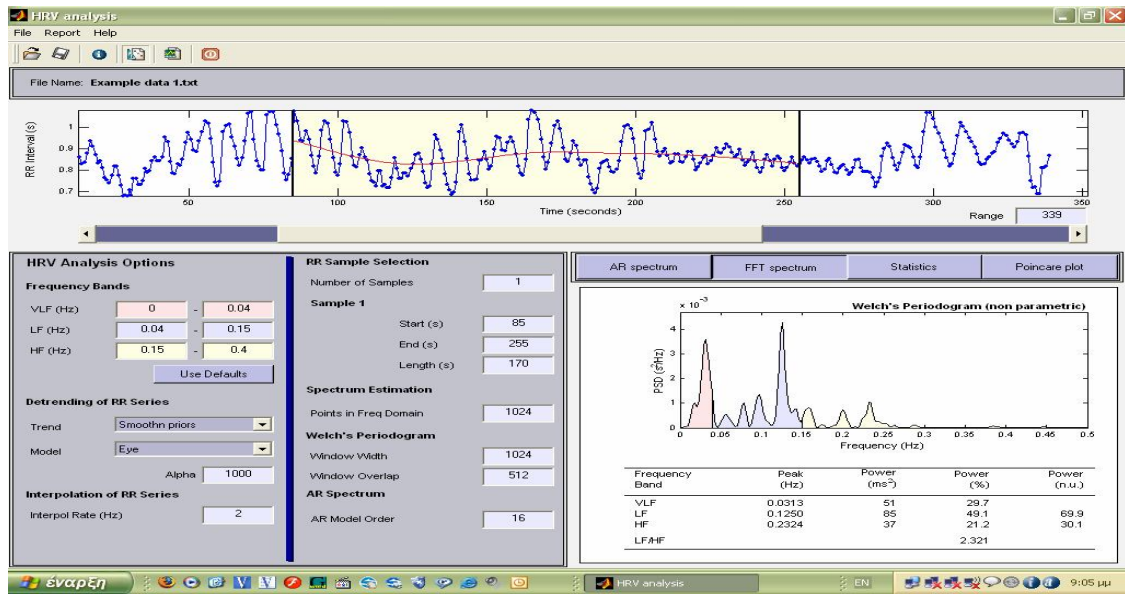 HRV analysis
File Report Help
File Name: Example data 1.txt
RR Interval (s)
1
0.9
0.8
0.7
50 100 150 200 250 300 350
Time (seconds)
Range 339
HRV Analysis Options
Frequency Bands
VLF (Hz) 0 - 0.04
LF (Hz) 0.04 - 0.15
HF (Hz) 0.15 - 0.4
Use Defaults
Detrending of RR Series
Trend Smoothn priors
Model Eye
Alpha 1000
Interpolation of RR Series
Interpol Rate (Hz) 2
RR Sample Selection
Number of Samples 1
Sample 1
Start (s) 85
End (s) 255
Length (s) 170
Spectrum Estimation
Points in Freq Domain 1024
Welch's Periodogram
Window Width 1024
Window Overlap 512
AR Spectrum
AR Model Order 16
AR spectrum FFT spectrum Statistics Poincare plot
x 10⁻³ Welch's Periodogram (non parametric)
PSD (s²/Hz)
4
3
2
1
0
0 0.05 0.1 0.15 0.2 0.25 0.3 0.35 0.4 0.45 0.5
Frequency (Hz)
Frequency Band Peak (Hz) Power (ms²) Power (%) Power (n.u.)
VLF 0.0313 51 29.7
LF 0.1250 85 49.1 69.9
HF 0.2324 37 21.2 30.1
LF/HF 2.321
έναρξη HRV analysis EN 9:05 μμ